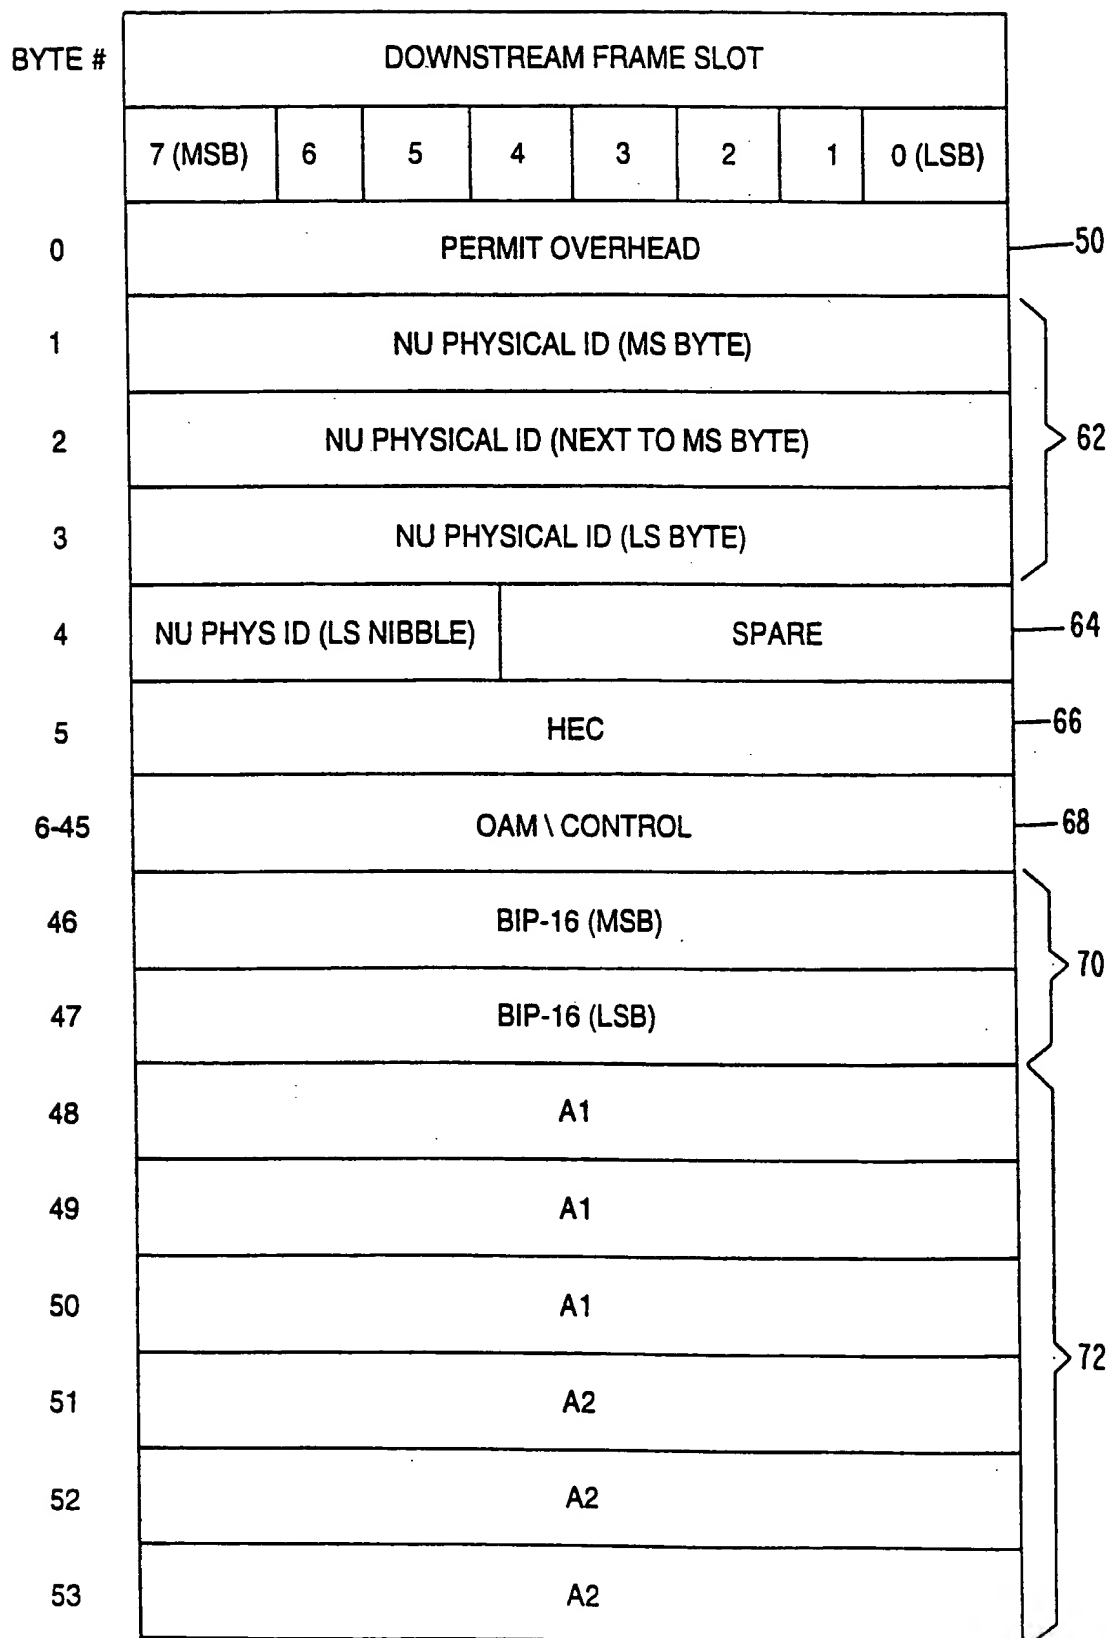 BYTE # DOWNSTREAM FRAME SLOT
7 (MSB) 6 5 4 3 2 1 0 (LSB)
0 PERMIT OVERHEAD 50
1 NU PHYSICAL ID (MS BYTE)
2 NU PHYSICAL ID (NEXT TO MS BYTE) 62
3 NU PHYSICAL ID (LS BYTE)
4 NU PHYS ID (LS NIBBLE) SPARE 64
5 HEC 66
6-45 OAM \ CONTROL 68
46 BIP-16 (MSB)
70
47 BIP-16 (LSB)
48 A1
49 A1
50 A1
72
51 A2
52 A2
53 A2